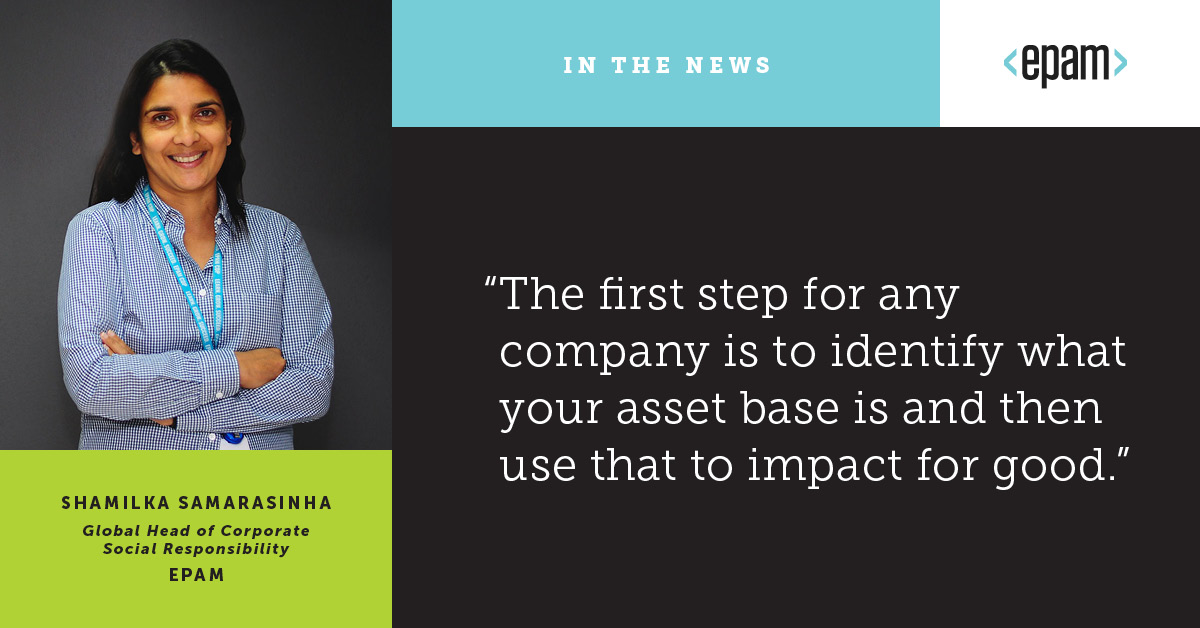 IN THE NEWS
<epam>
“The first step for any
company is to identify what
your asset base is and then
use that to impact for good.”
SHAMILKA SAMARASINHA
Global Head of Corporate
Social Responsibility
EPAM